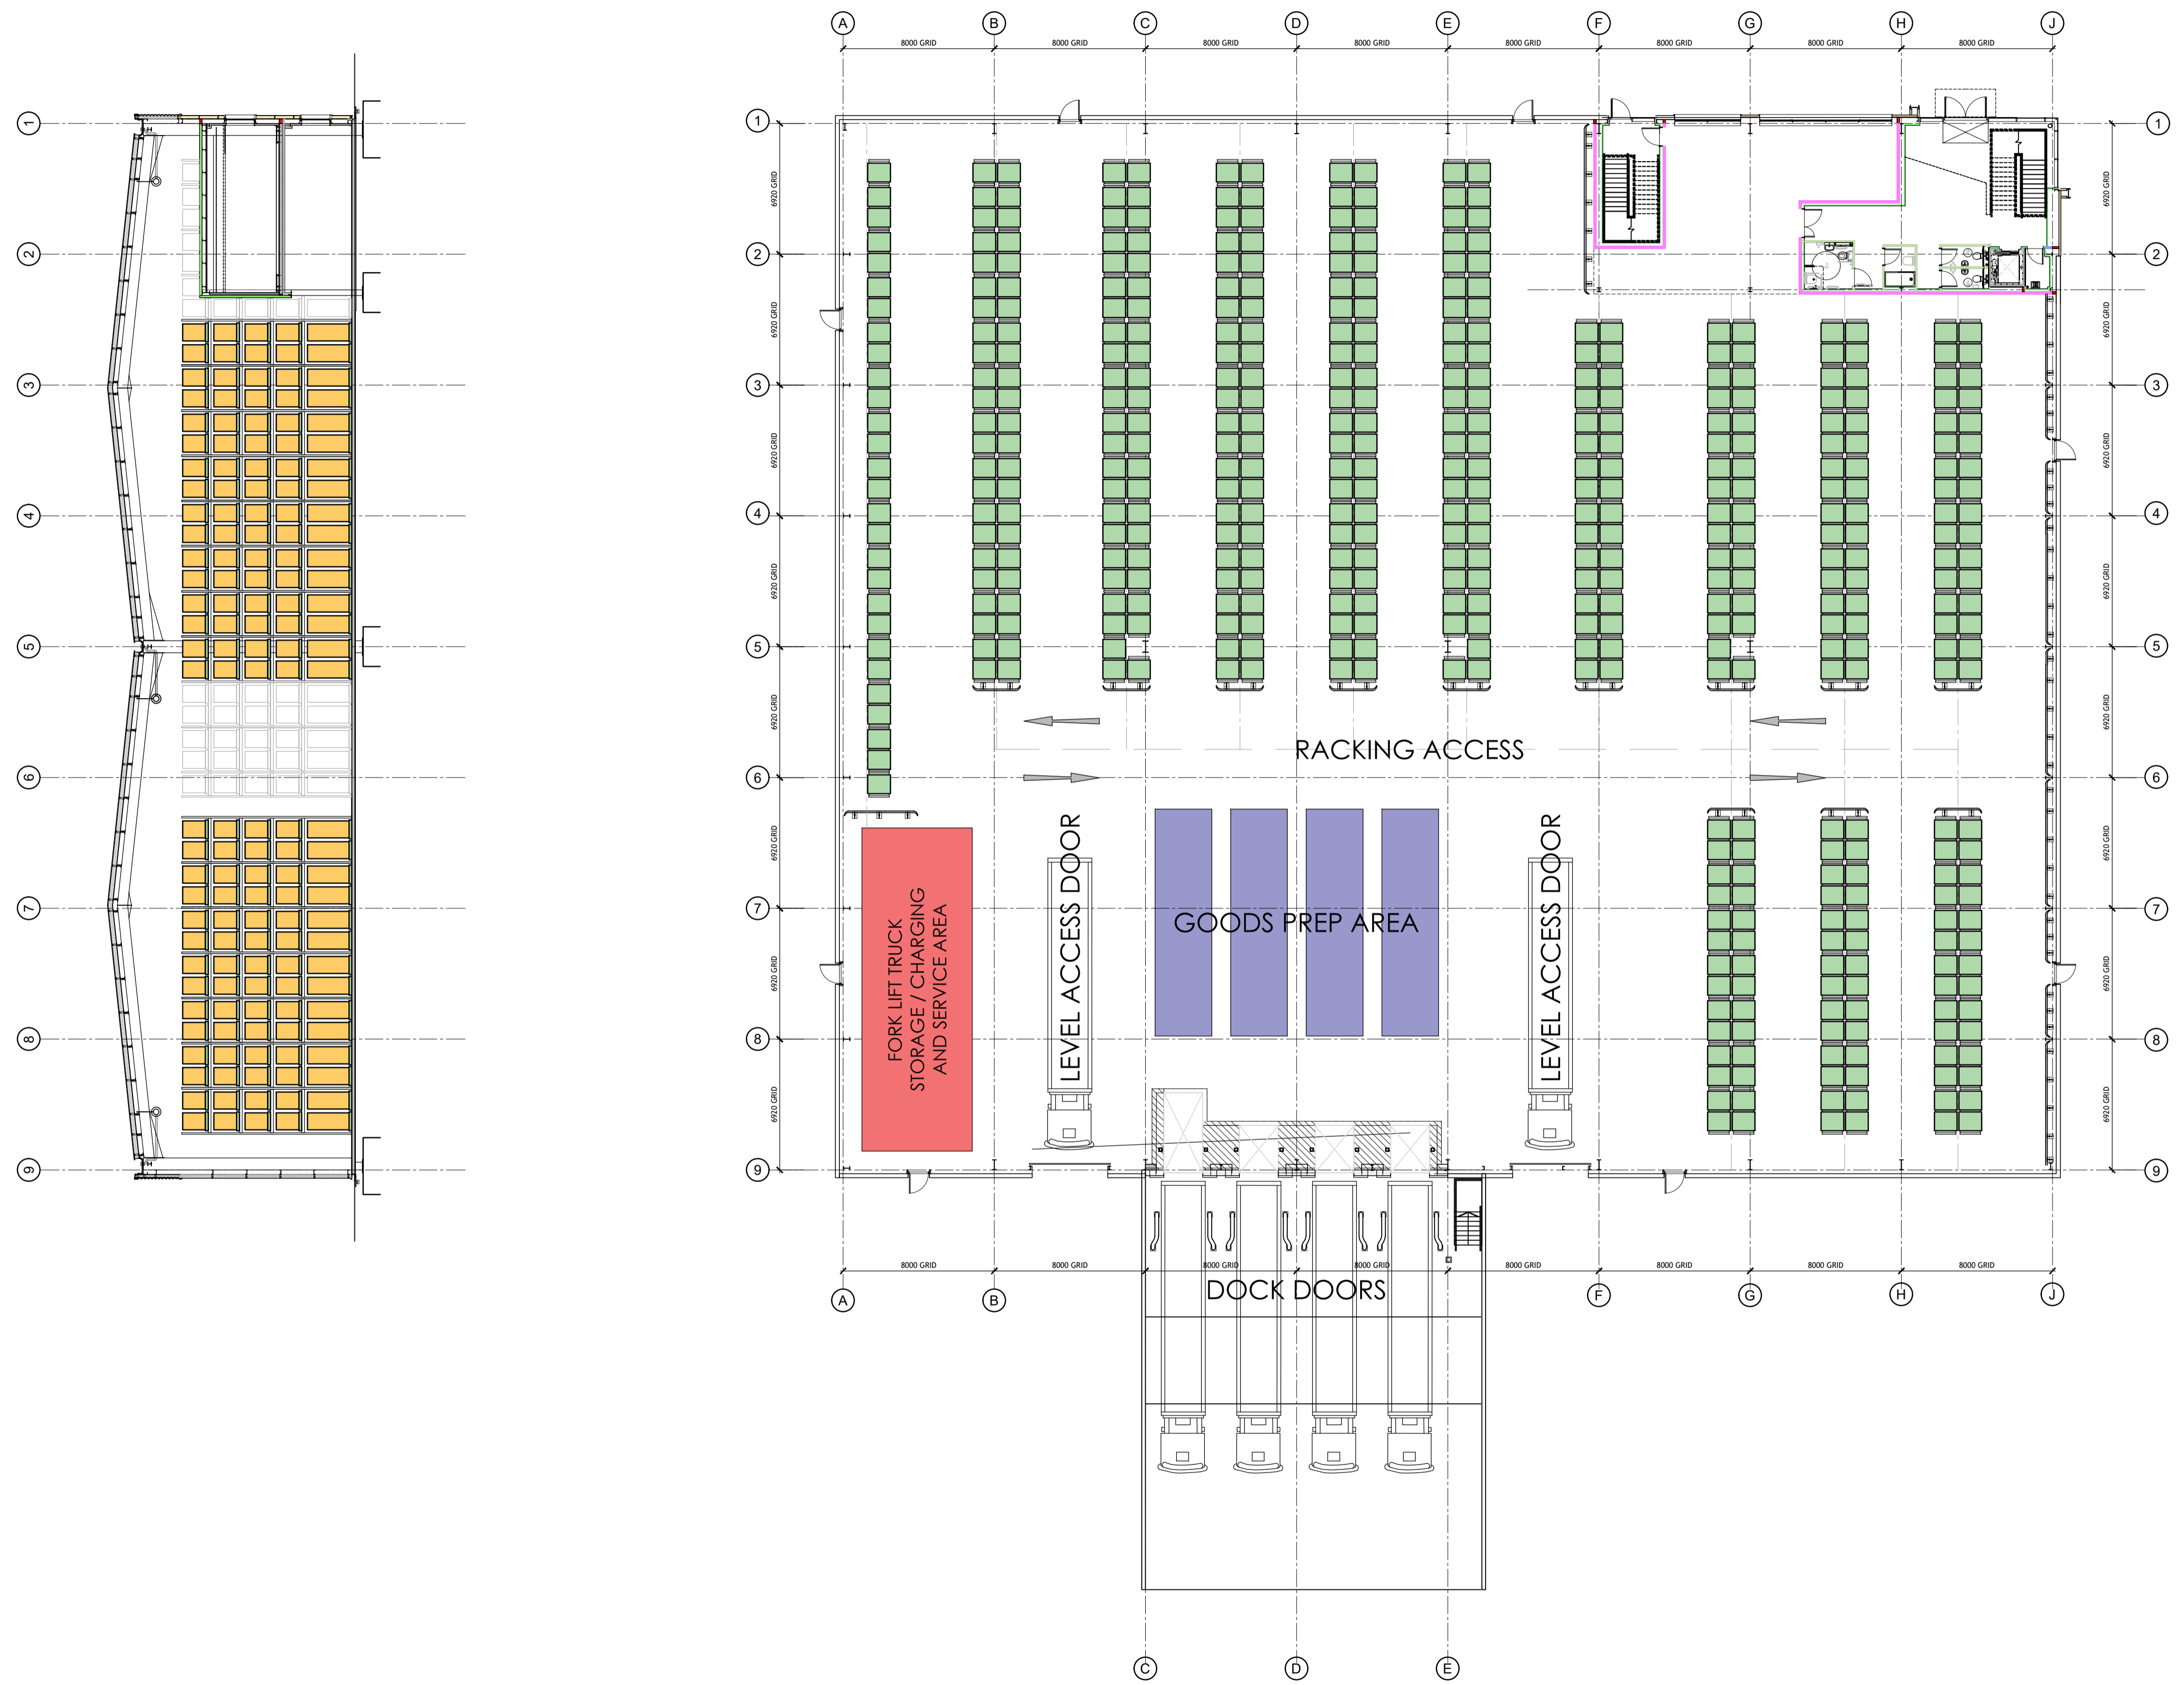 A B C D E F G H J
8000 GRID 8000 GRID 8000 GRID 8000 GRID 8000 GRID 8000 GRID 8000 GRID 8000 GRID
1
2
3
4
5
6
7
8
9
1
2
3
4
5
6
7
8
9
6920 GRID
6920 GRID
6920 GRID
6920 GRID
6920 GRID
6920 GRID
6920 GRID
6920 GRID
RACKING ACCESS
FORK LIFT TRUCK
STORAGE / CHARGING
AND SERVICE AREA
LEVEL ACCESS DOOR
GOODS PREP AREA
LEVEL ACCESS DOOR
1
2
3
4
5
6
7
8
9
6920 GRID
6920 GRID
6920 GRID
6920 GRID
6920 GRID
6920 GRID
6920 GRID
6920 GRID
8000 GRID 8000 GRID 8000 GRID 8000 GRID 8000 GRID 8000 GRID 8000 GRID 8000 GRID
DOCK DOORS
A B F G H J
C D E